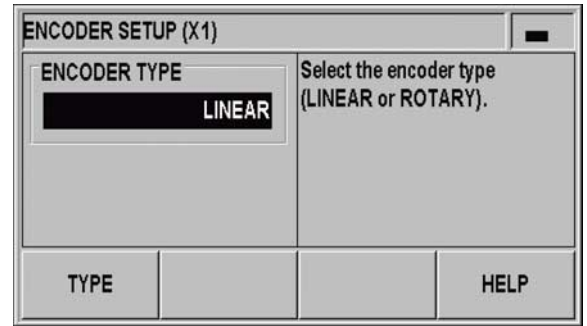 ENCODER SETUP (X1)
ENCODER TYPE
LINEAR
Select the encoder type
(LINEAR or ROTARY).
TYPE
HELP